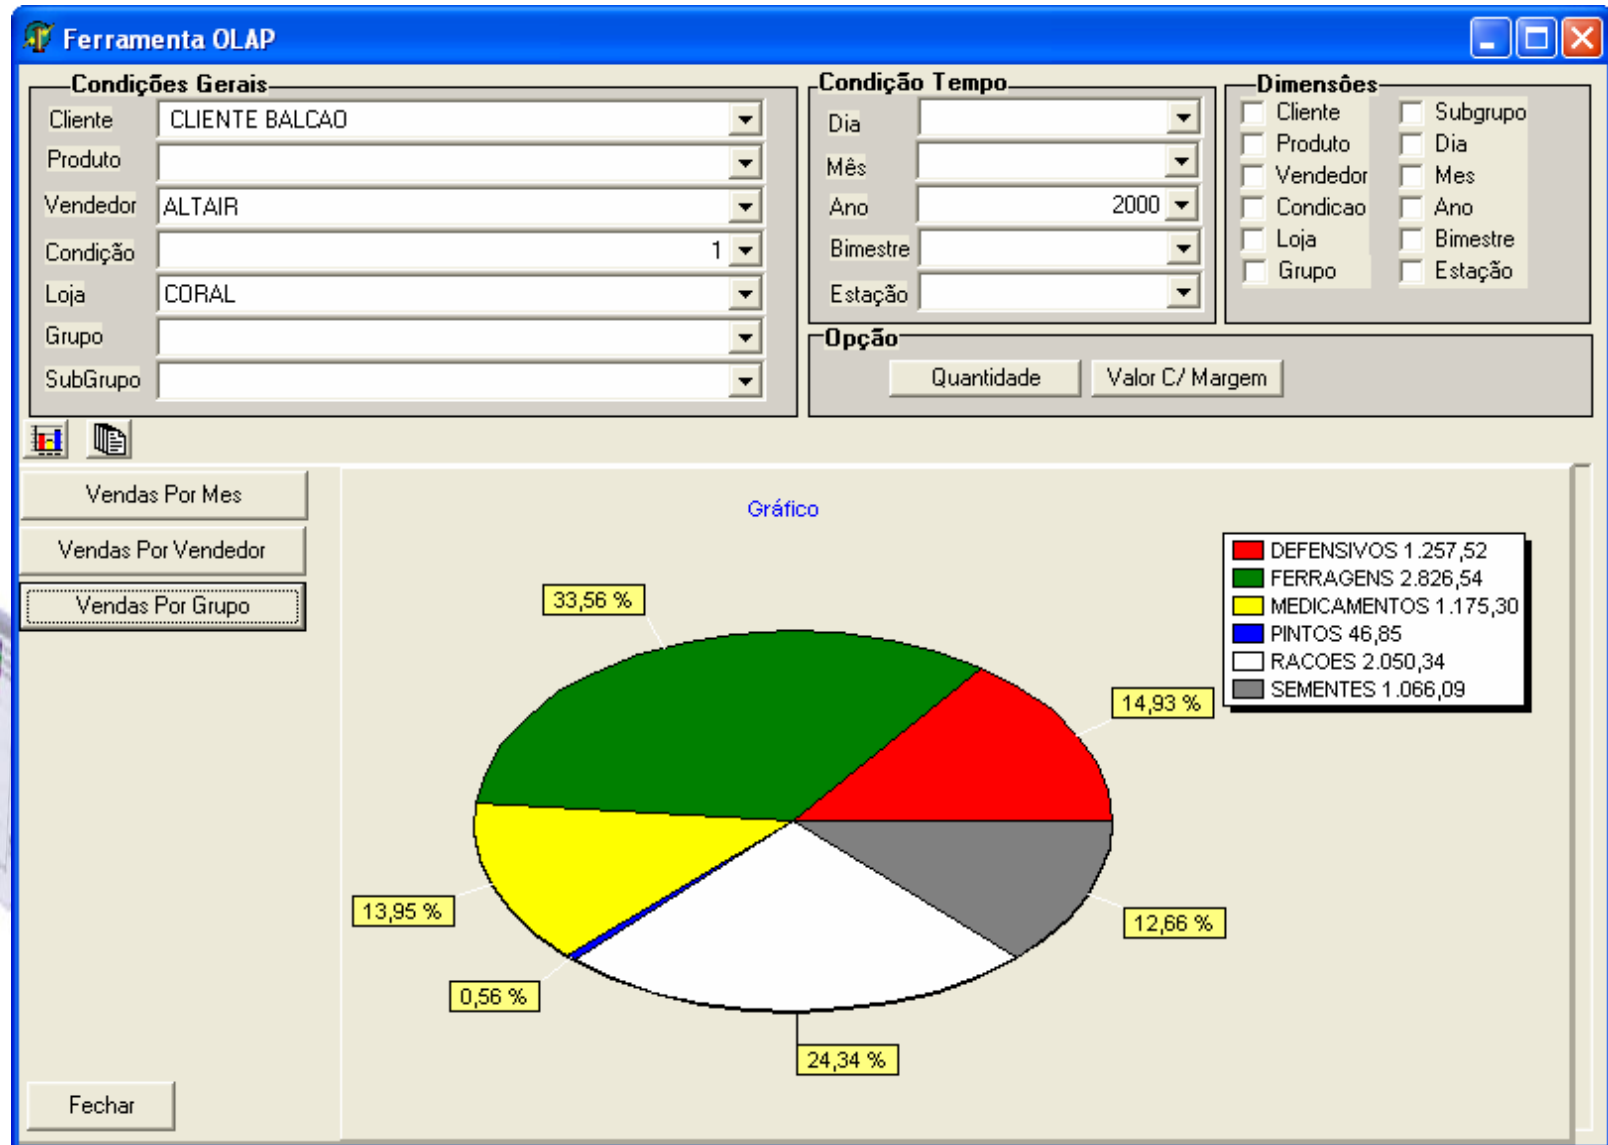 Ferramenta OLAP
Condições Gerais
Cliente CLIENTE BALCAO
Produto
Vendedor ALTAIR
Condição 1
Loja CORAL
Grupo
SubGrupo
Condição Tempo
Dia
Mês
Ano 2000
Bimestre
Estação
Dimensôes
Cliente Subgrupo
Produto Dia
Vendedor Mes
Condicao Ano
Loja Bimestre
Grupo Estação
Opção
Quantidade Valor C/ Margem
Vendas Por Mes
Vendas Por Vendedor
Vendas Por Grupo
Gráfico
DEFENSIVOS 1.257,52
FERRAGENS 2.826,54
MEDICAMENTOS 1.175,30
PINTOS 46,85
RACOES 2.050,34
SEMENTES 1.066,09
33,56 %
14,93 %
13,95 %
12,66 %
0,56 %
24,34 %
Fechar